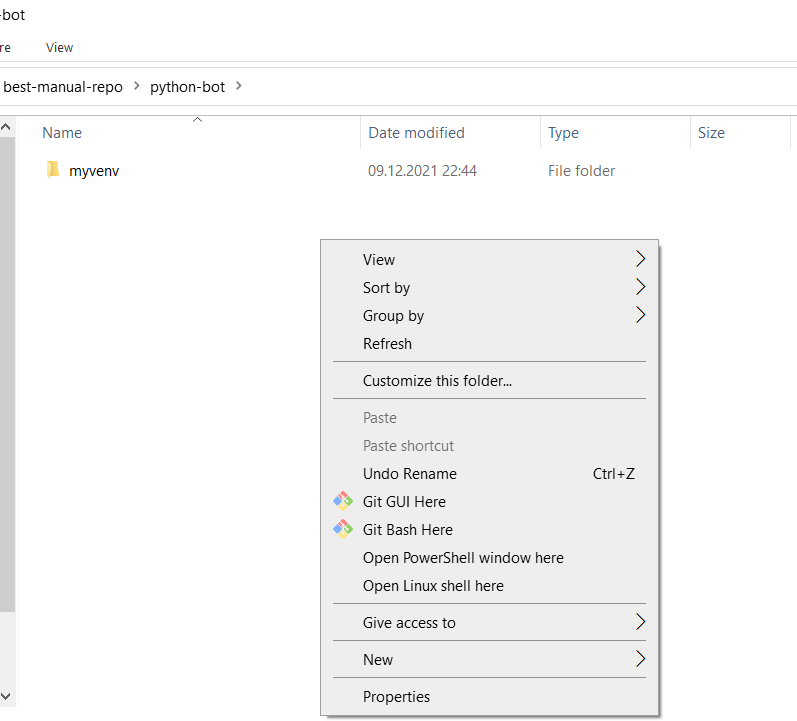 -bot
re View
best-manual-repo > python-bot >
Name Date modified Type Size
myvenv 09.12.2021 22:44 File folder
View
Sort by
Group by
Refresh
Customize this folder...
Paste
Paste shortcut
Undo Rename Ctrl+Z
Git GUI Here
Git Bash Here
Open PowerShell window here
Open Linux shell here
Give access to
New
Properties